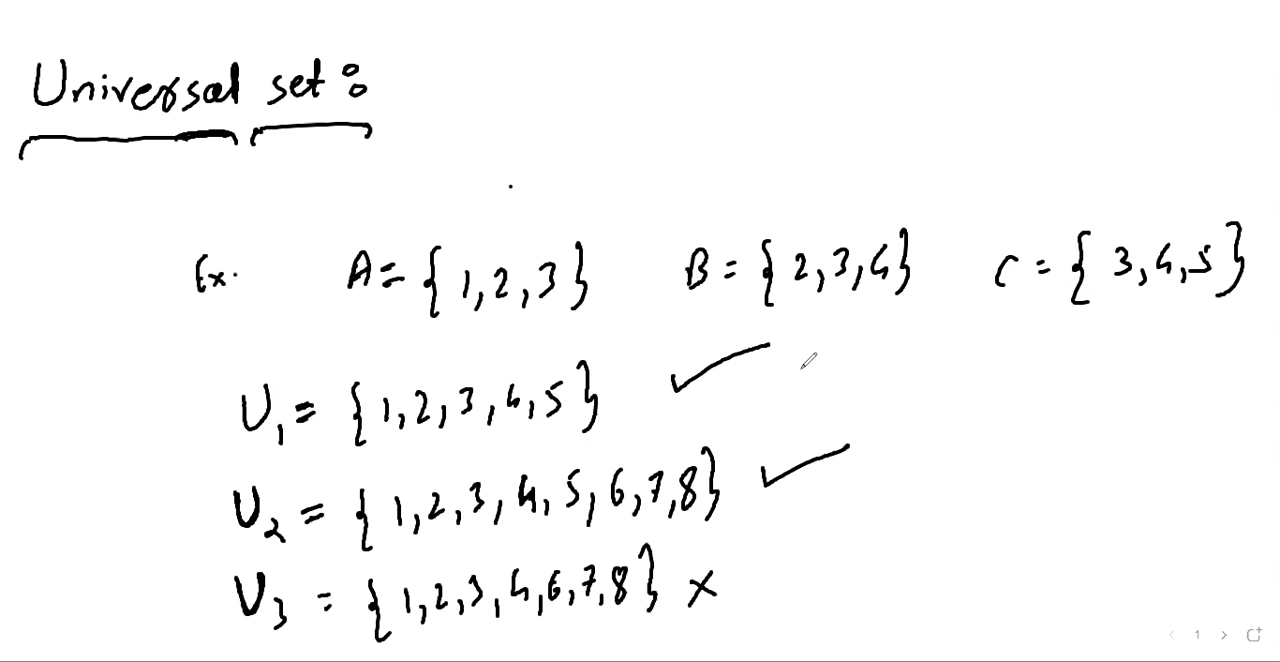 Universal set:
Ex. A = { 1, 2, 3 } B = { 2, 3, 4 } C = { 3, 4, 5 }
U₁ = { 1, 2, 3, 4, 5 } ✓
U₂ = { 1, 2, 3, 4, 5, 6, 7, 8 } ✓
U₃ = { 1, 2, 3, 4, 6, 7, 8 } ×
1